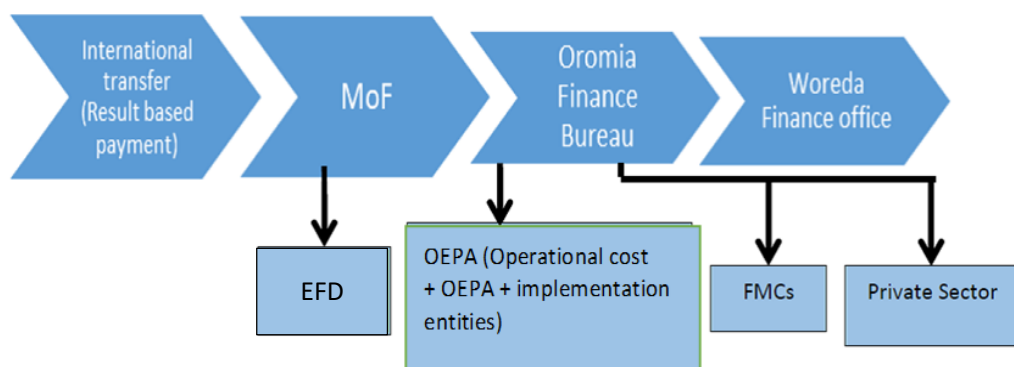 International
transfer
(Result based
payment)
MoF
Oromia
Finance
Bureau
Woreda
Finance office
EFD
OEPA (Operational cost
+ OEPA + implementation
entities)
FMCs
Private Sector